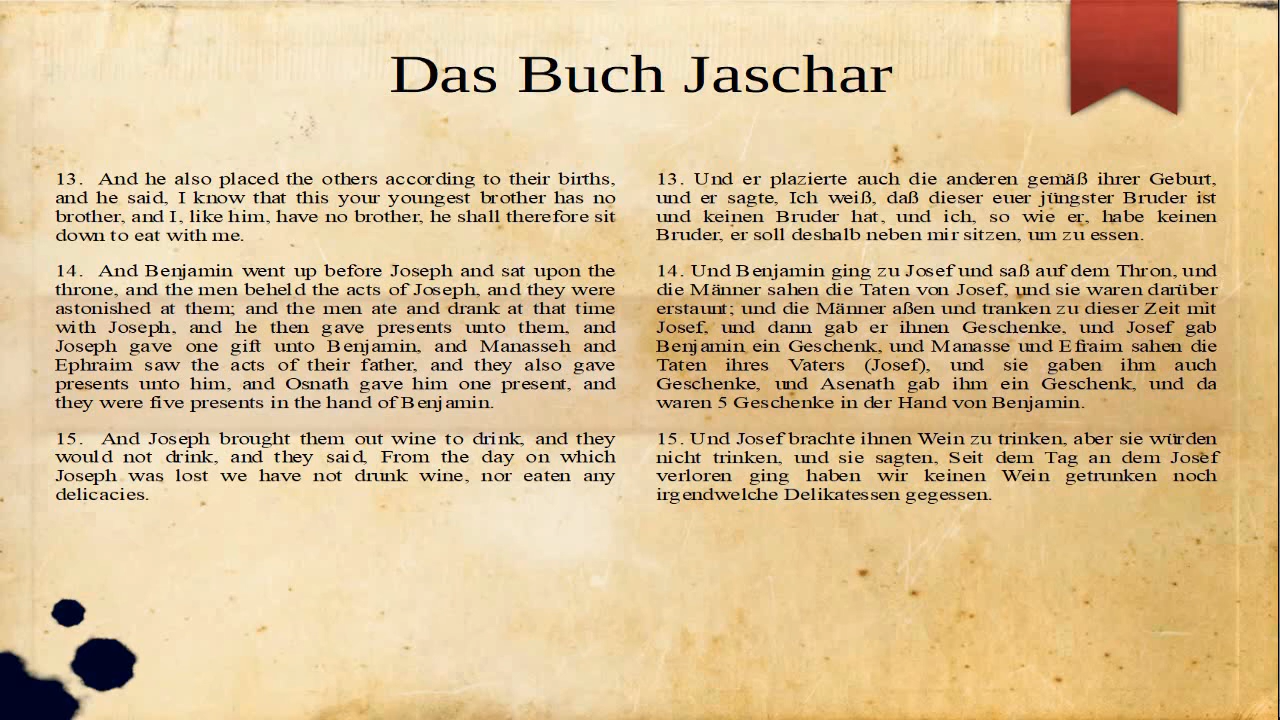 Das Buch Jaschar
13. And he also placed the others according to their births,
and he said, I know that this your youngest brother has no
brother, and I, like him, have no brother, he shall therefore sit
down to eat with me.
14. And Benjamin went up before Joseph and sat upon the
throne, and the men beheld the acts of Joseph, and they were
astonished at them; and the men ate and drank at that time
with Joseph, and he then gave presents unto them, and
Joseph gave one gift unto Benjamin, and Manasseh and
Ephraim saw the acts of their father, and they also gave
presents unto him, and Osnath gave him one present, and
they were five presents in the hand of Benjamin.
15. And Joseph brought them out wine to drink, and they
would not drink, and they said, From the day on which
Joseph was lost we have not drunk wine, nor eaten any
delicacies.
13. Und er plazierte auch die anderen gemäß ihrer Geburt,
und er sagte, Ich weiß, daß dieser euer jüngster Bruder ist
und keinen Bruder hat, und ich, so wie er, habe keinen
Bruder, er soll deshalb neben mir sitzen, um zu essen.
14. Und Benjamin ging zu Josef und saß auf dem Thron, und
die Männer sahen die Taten von Josef, und sie waren darüber
erstaunt; und die Männer aßen und tranken zu dieser Zeit mit
Josef, und dann gab er ihnen Geschenke, und Josef gab
Benjamin ein Geschenk, und Manasse und Efraim sahen die
Taten ihres Vaters (Josef), und sie gaben ihm auch
Geschenke, und Asenath gab ihm ein Geschenk, und da
waren 5 Geschenke in der Hand von Benjamin.
15. Und Josef brachte ihnen Wein zu trinken, aber sie würden
nicht trinken, und sie sagten, Seit dem Tag an dem Josef
verloren ging haben wir keinen Wein getrunken noch
irgendwelche Delikatessen gegessen.